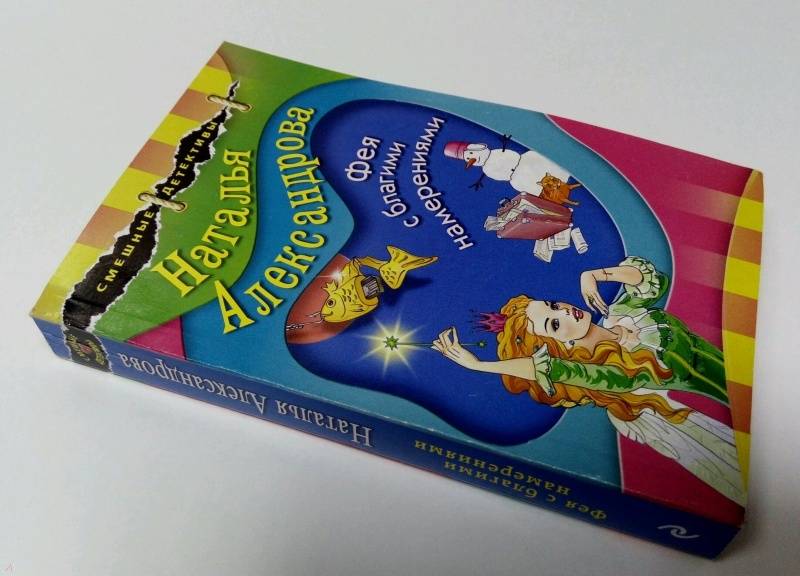 СМЕШНЫЕ ДЕТЕКТИВЫ
Наталья
Александрова
Фея
с благими
намерениями
Наталья Александрова
Фея с благими
намерениями